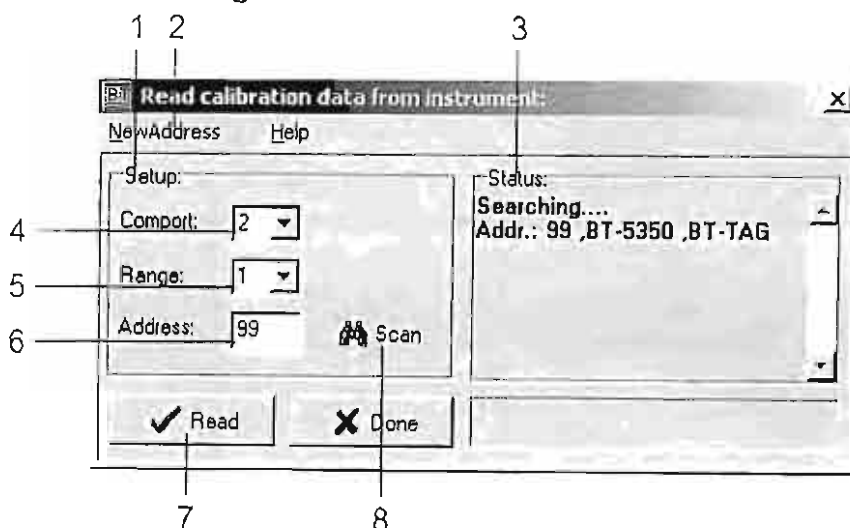 1 2 3
BT Read calibration data from instrument:
NewAddress Help
Setup:
Comport: 2
Range: 1
Address: 99
Scan
Status:
Searching....
Addr.: 99 ,BT-5350 ,BT-TAG
4
5
6
Read Done
7 8